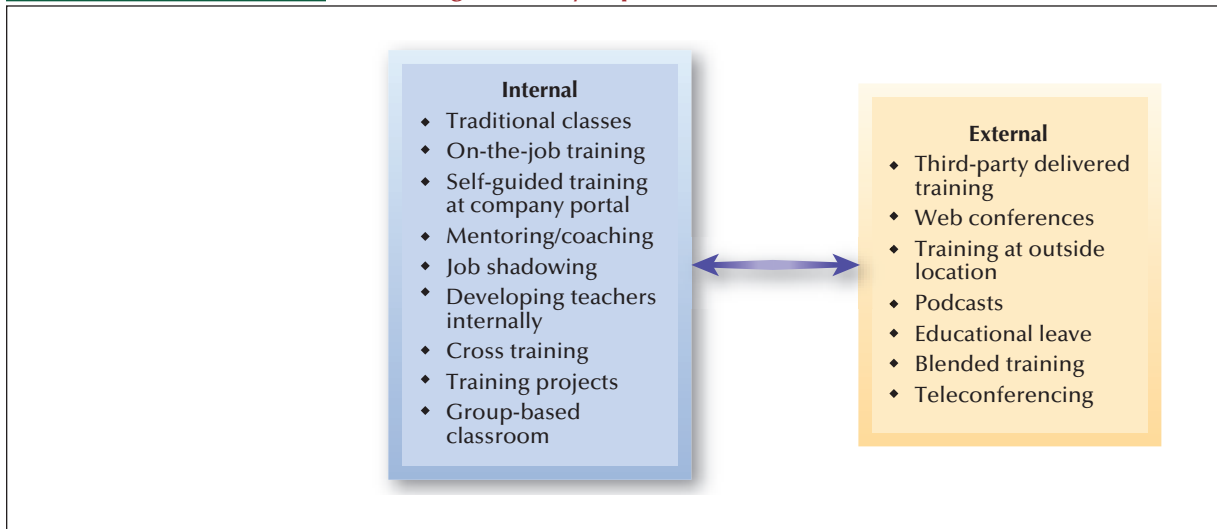 Internal
◆ Traditional classes
◆ On-the-job training
◆ Self-guided training
at company portal
◆ Mentoring/coaching
◆ Job shadowing
◆ Developing teachers
internally
◆ Cross training
◆ Training projects
◆ Group-based
classroom
External
◆ Third-party delivered
training
◆ Web conferences
◆ Training at outside
location
◆ Podcasts
◆ Educational leave
◆ Blended training
◆ Teleconferencing